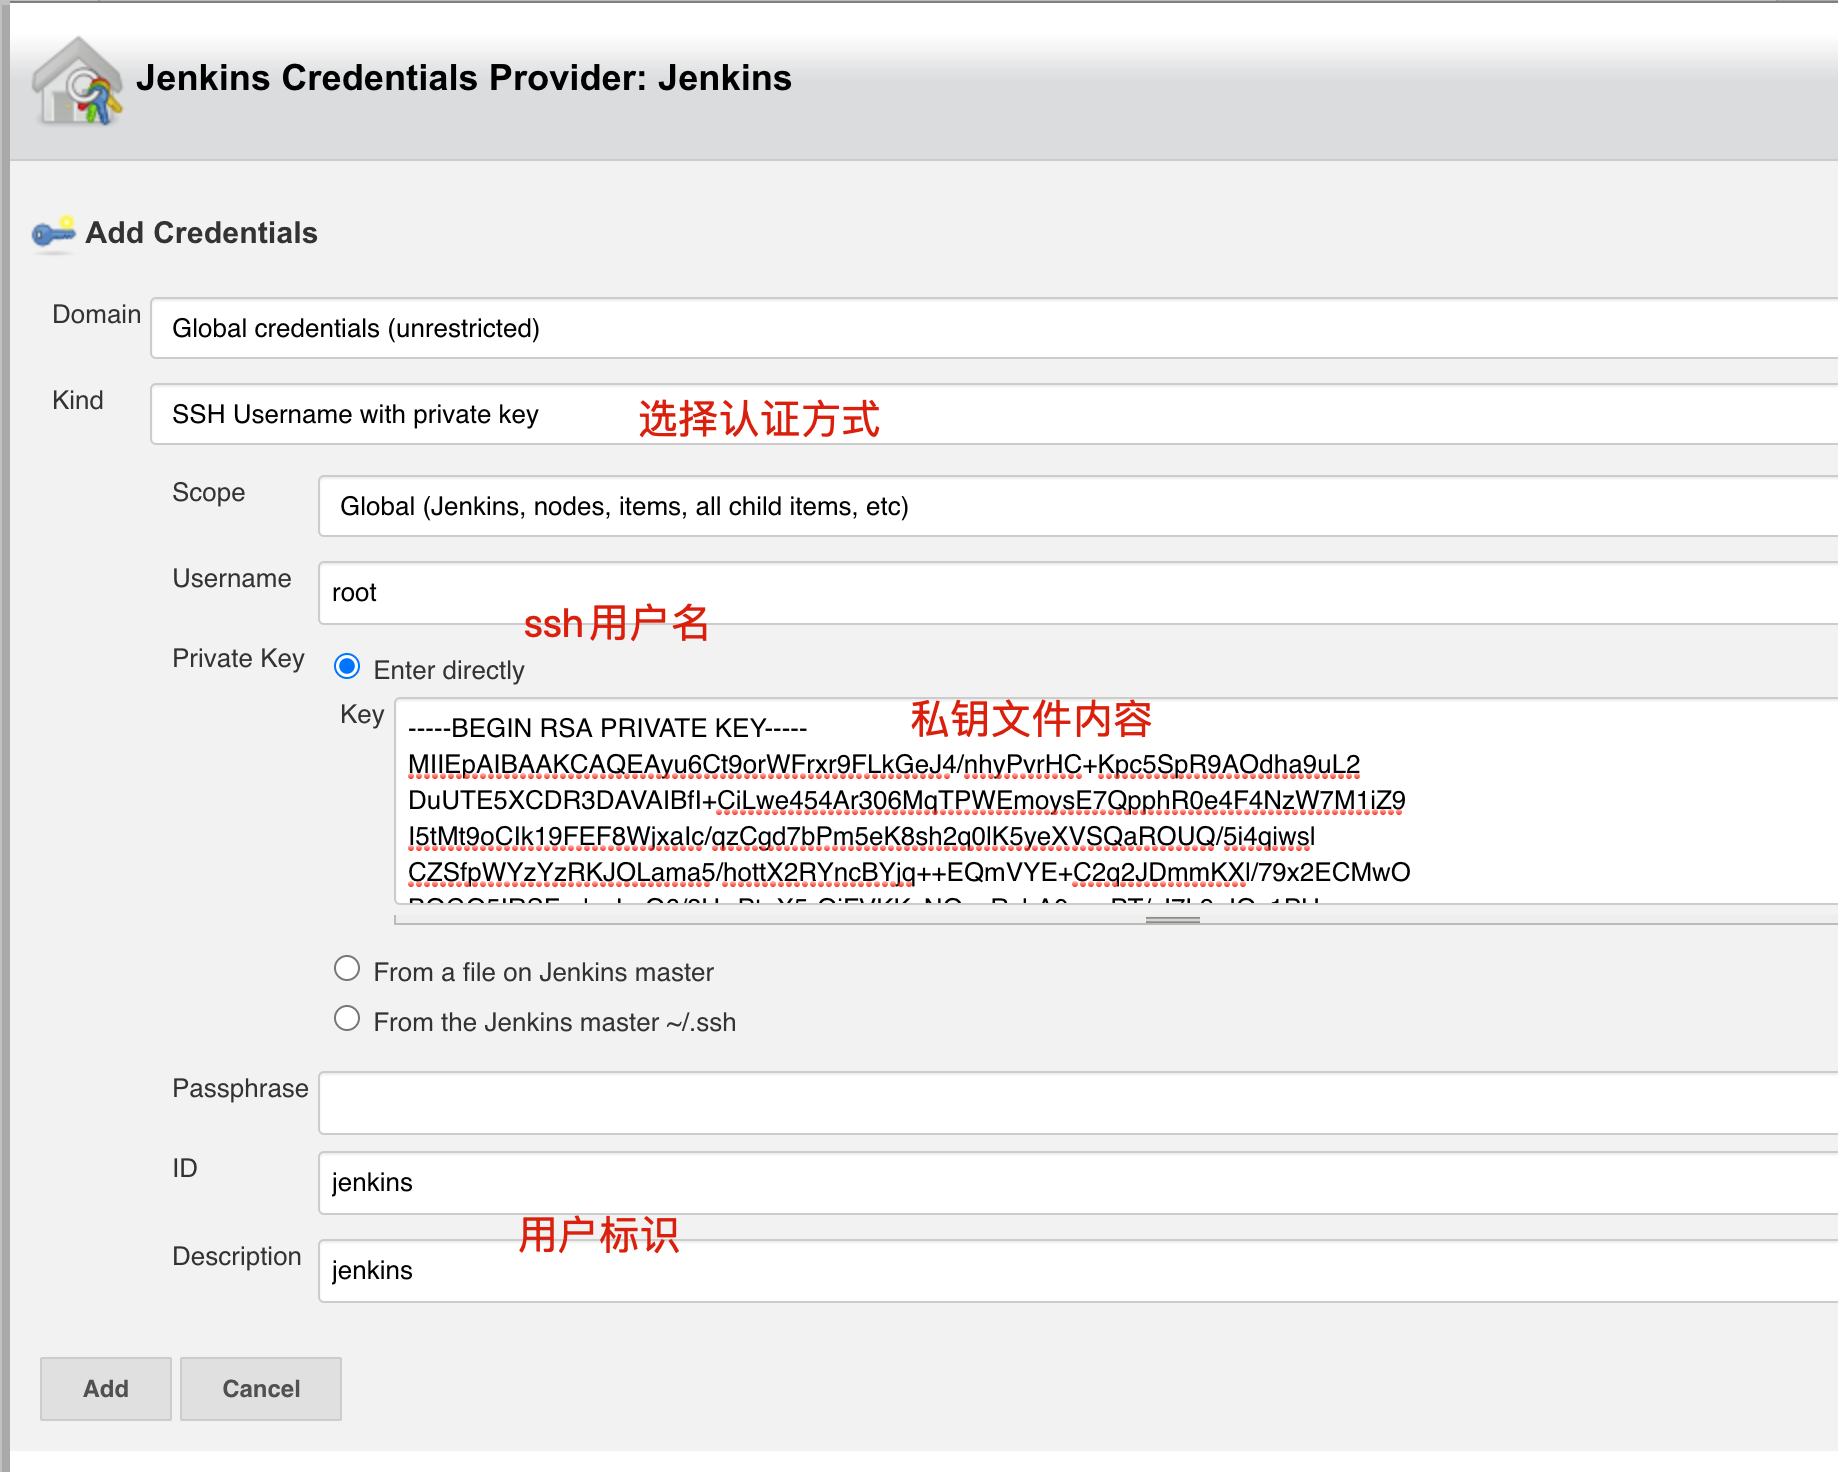 Jenkins Credentials Provider: Jenkins
Add Credentials
Domain
Global credentials (unrestricted)
Kind
SSH Username with private key
选择认证方式
Scope
Global (Jenkins, nodes, items, all child items, etc)
Username
root
ssh用户名
Private Key
Enter directly
Key
-----BEGIN RSA PRIVATE KEY-----
私钥文件内容
MIIEpAIBAAKCAQEAyu6Ct9orWFrxr9FLkGeJ4/nhyPvrHC+Kpc5SpR9AOdha9uL2
DuUTE5XCDR3DAVAIBfI+CiLwe454Ar306MqTPWEmoysE7QpphR0e4F4NzW7M1iZ9
I5tMt9oCIk19FEF8WjxaIc/qzCgd7bPm5eK8sh2q0lK5yeXVSQaROUQ/5i4qiwsl
CZSfpWYzYzRKJOLama5/hottX2RYncBYjq++EQmVYE+C2q2JDmmKXl/79x2ECMwO
From a file on Jenkins master
From the Jenkins master ~/.ssh
Passphrase
ID
jenkins
用户标识
Description
jenkins
Add
Cancel